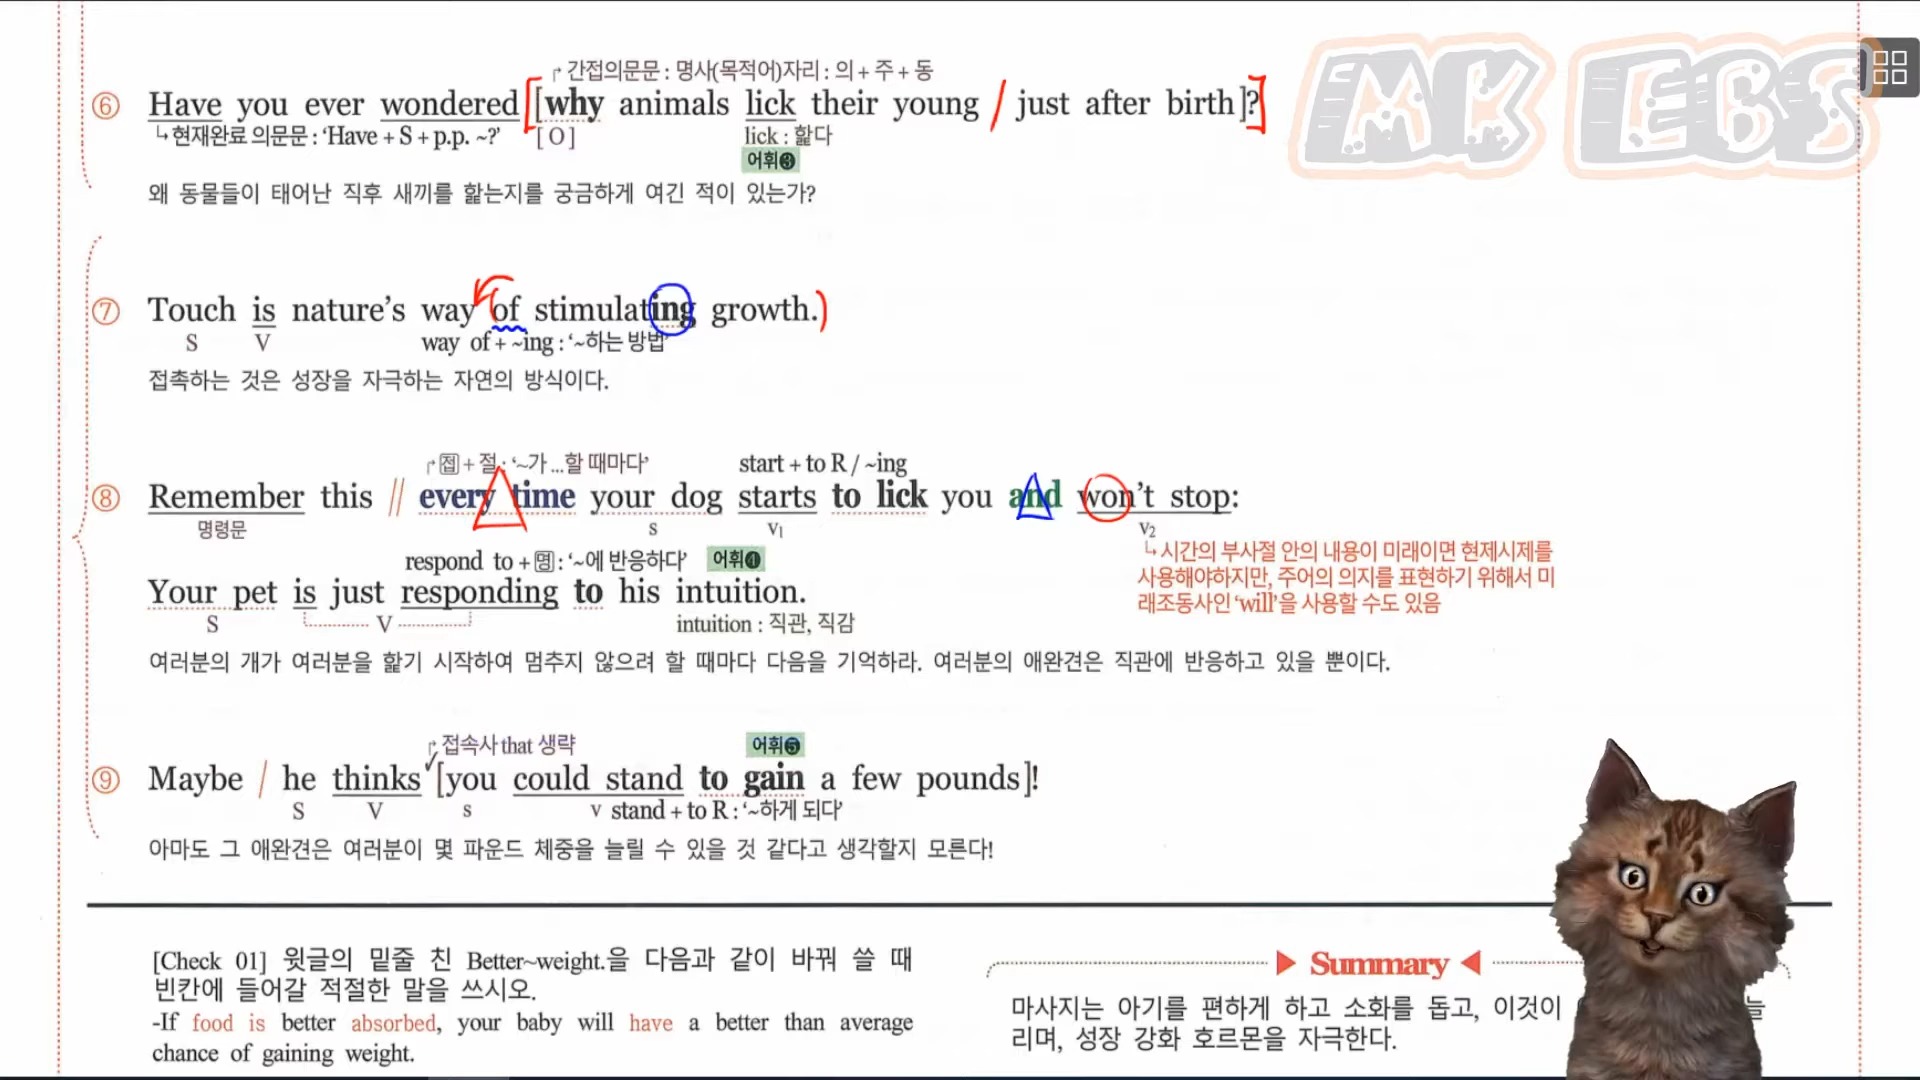 ┌ 간접의문문 : 명사(목적어)자리 : 의 + 주 + 동
MK EBS
⑥ Have you ever wondered [why animals lick their young / just after birth]?
↳현재완료 의문문 : ‘Have + S + p.p. ~?’ [ O ] lick : 핥다
어휘❸
왜 동물들이 태어난 직후 새끼를 핥는지를 궁금하게 여긴 적이 있는가?
⑦ Touch is nature’s way (of stimulating growth.)
S V way of + ~ing : ‘~하는 방법’
접촉하는 것은 성장을 자극하는 자연의 방식이다.
┌ 접 + 절 : ‘~가 ...할 때마다’ start + to R / ~ing
⑧ Remember this // every time your dog starts to lick you and won’t stop:
명령문 s v₁ v₂
↳시간의 부사절 안의 내용이 미래이면 현제시제를
사용해야하지만, 주어의 의지를 표현하기 위해서 미
래조동사인 ‘will’을 사용할 수도 있음
respond to + 명 : ‘~에 반응하다’ 어휘❹
Your pet is just responding to his intuition.
S V intuition : 직관, 직감
여러분의 개가 여러분을 핥기 시작하여 멈추지 않으려 할 때마다 다음을 기억하라. 여러분의 애완견은 직관에 반응하고 있을 뿐이다.
┌ 접속사 that 생략 어휘❺
⑨ Maybe / he thinks ✓[you could stand to gain a few pounds]!
S V s v stand + to R : ‘~하게 되다’
아마도 그 애완견은 여러분이 몇 파운드 체중을 늘릴 수 있을 것 같다고 생각할지 모른다!
[Check 01] 윗글의 밑줄 친 Better~weight.을 다음과 같이 바꿔 쓸 때
빈칸에 들어갈 적절한 말을 쓰시오.
-If food is better absorbed, your baby will have a better than average
chance of gaining weight.
▶ Summary ◀
마사지는 아기를 편하게 하고 소화를 돕고, 이것이 늘
리며, 성장 강화 호르몬을 자극한다.